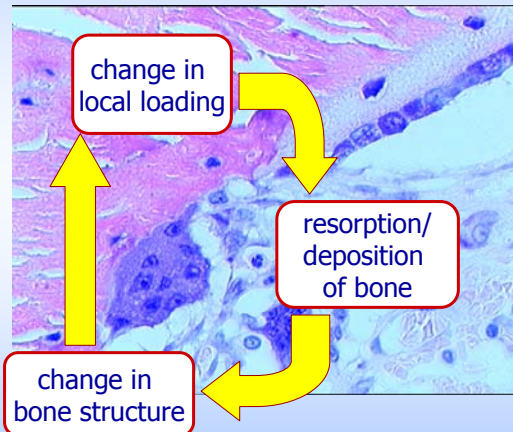 change in
local loading
resorption/
deposition
of bone
change in
bone structure